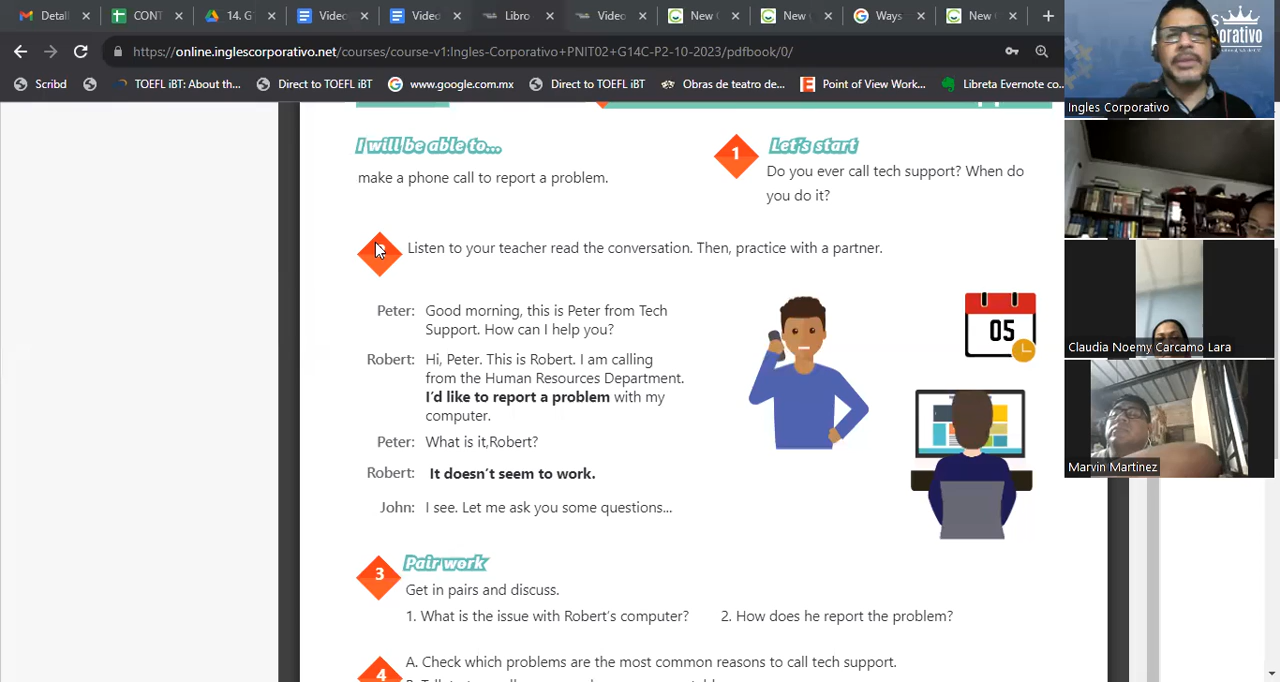 Detail
CONT
14. G
Video
Video
Libro
Video
New
New
Ways
New
https://online.inglescorporativo.net/courses/course-v1:Ingles-Corporativo+PNIT02+G14C-P2-10-2023/pdfbook/0/
Scribd
TOEFL iBT: About th...
Direct to TOEFL iBT
www.google.com.mx
Direct to TOEFL iBT
Obras de teatro de...
Point of View Work...
Libreta Evernote co...
orativo
Ingles Corporativo
Claudia Noemy Carcamo Lara
Marvin Martinez
I will be able to...
make a phone call to report a problem.
1 Let's start
Do you ever call tech support? When do
you do it?
Listen to your teacher read the conversation. Then, practice with a partner.
Peter: Good morning, this is Peter from Tech
Support. How can I help you?
Robert: Hi, Peter. This is Robert. I am calling
from the Human Resources Department.
I'd like to report a problem with my
computer.
Peter: What is it,Robert?
Robert: It doesn't seem to work.
John: I see. Let me ask you some questions...
05
3 Pair work
Get in pairs and discuss.
1. What is the issue with Robert's computer? 2. How does he report the problem?
4 A. Check which problems are the most common reasons to call tech support.